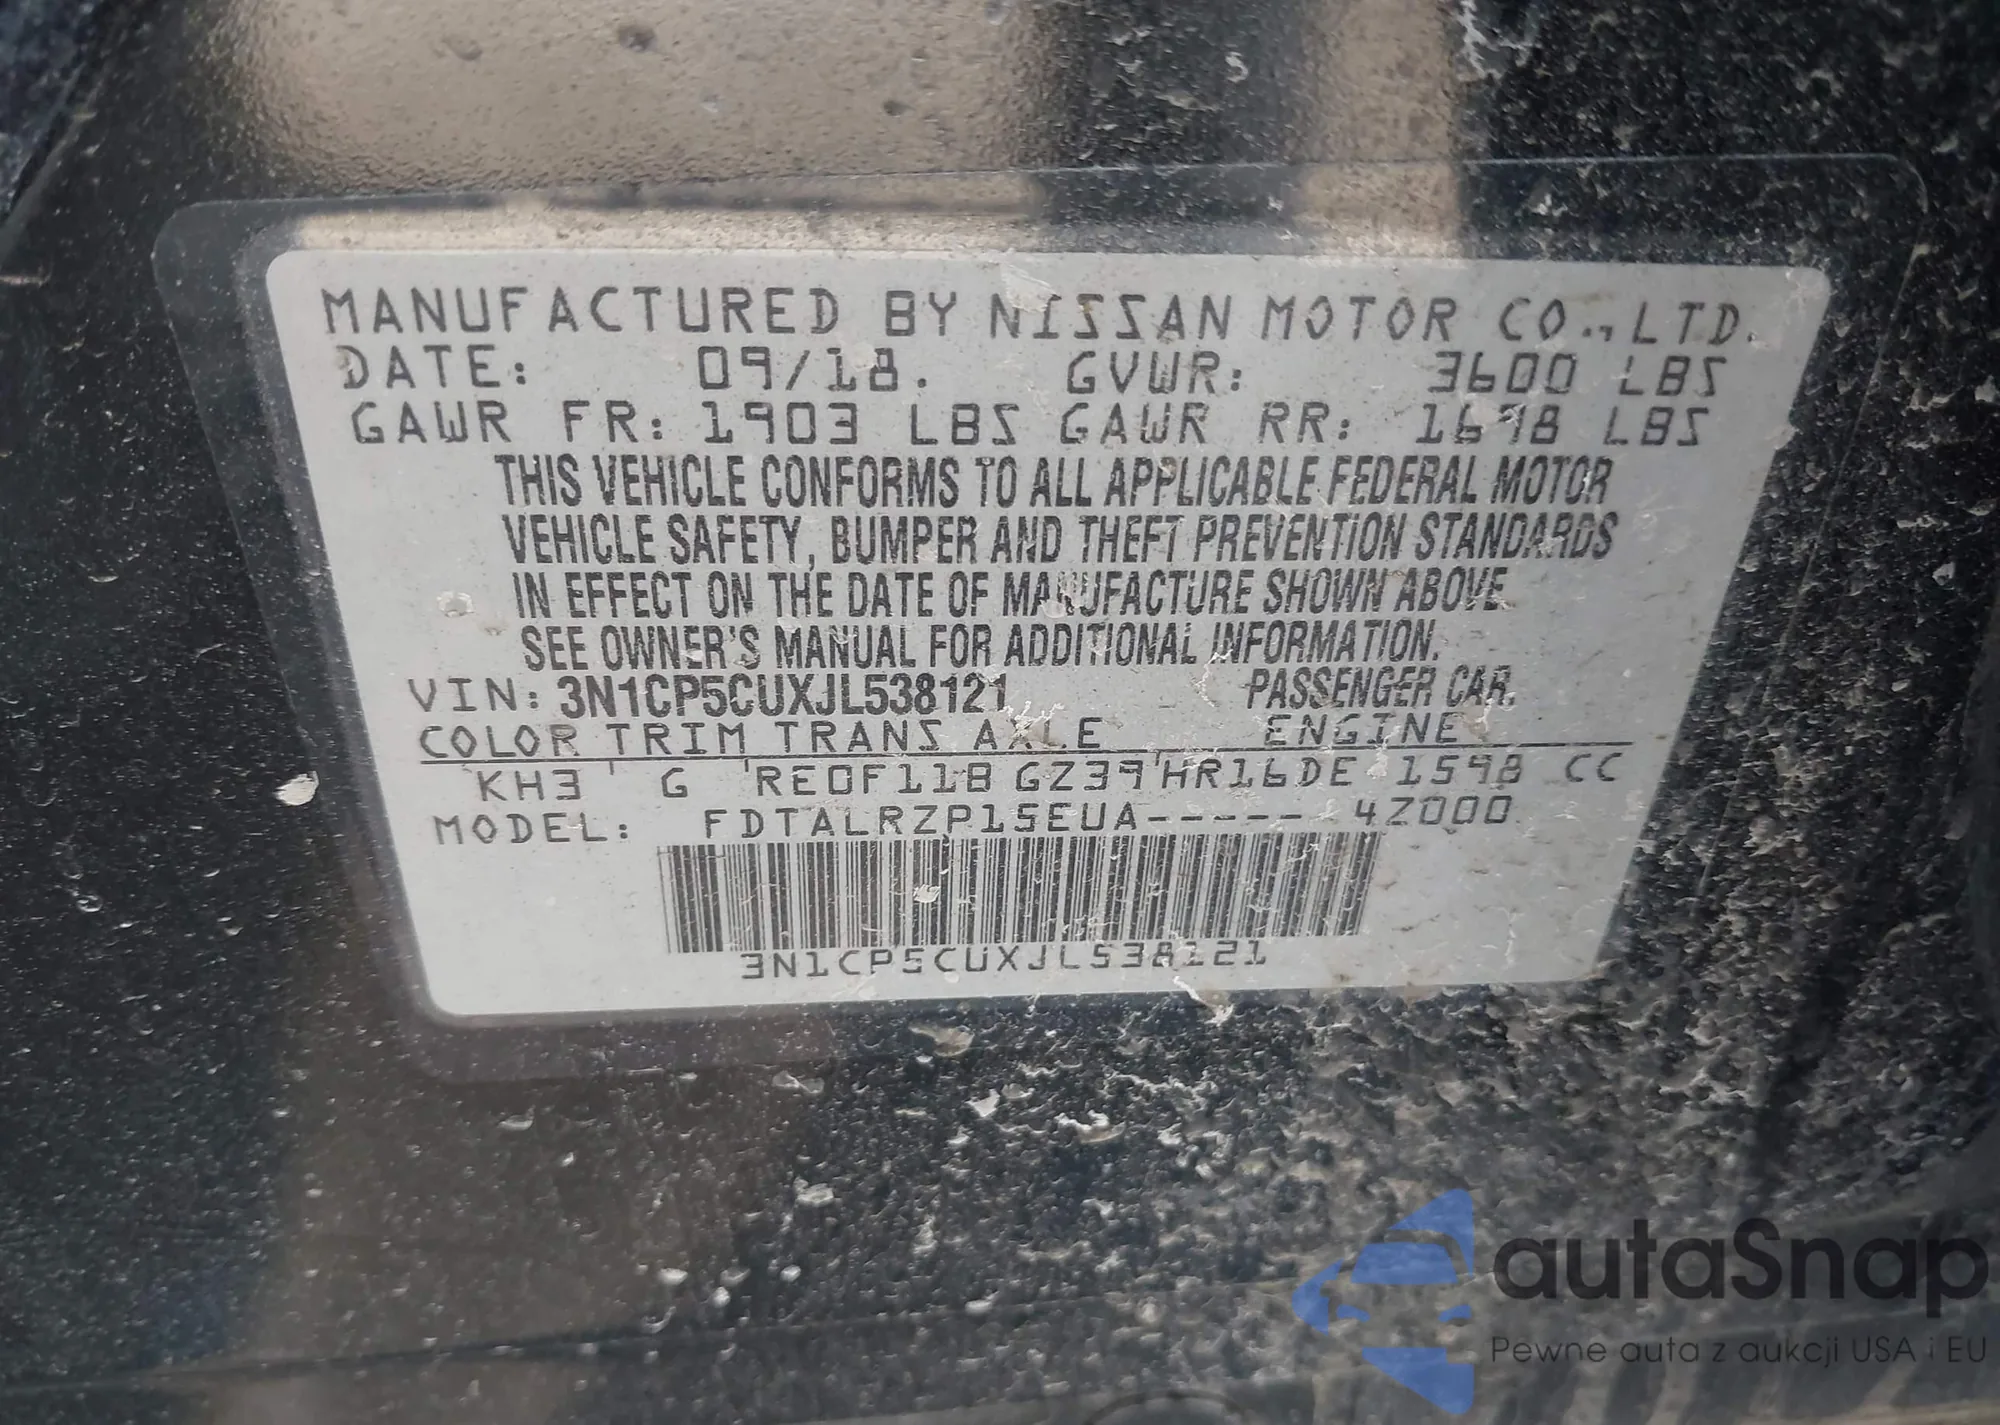 MANUFACTURED BY NISSAN MOTOR CO., LTD.
DATE: 09/18. GVWR: 3600 LBS
GAWR FR: 1903 LBS GAWR RR: 1698 LBS
THIS VEHICLE CONFORMS TO ALL APPLICABLE FEDERAL MOTOR
VEHICLE SAFETY, BUMPER AND THEFT PREVENTION STANDARDS
IN EFFECT ON THE DATE OF MANUFACTURE SHOWN ABOVE.
SEE OWNER'S MANUAL FOR ADDITIONAL INFORMATION.
VIN: 3N1CP5CUXJL538121 PASSENGER CAR.
COLOR TRIM TRANS AXLE ENGINE
KH3 ' G 'RE0F11B GZ39'HR16DE 1598 CC
MODEL: FDTALRZP15EUA----- 4Z000
3N1CP5CUXJL538121
autaSnap
Pewne auta z aukcji USA i EU